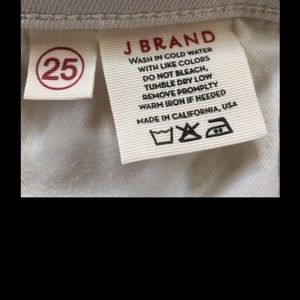 25
J BRAND
WASH IN COLD WATER
WITH LIKE COLORS
DO NOT BLEACH,
TUMBLE DRY LOW
REMOVE PROMPTLY
WARM IRON IF NEEDED
MADE IN CALIFORNIA, USA